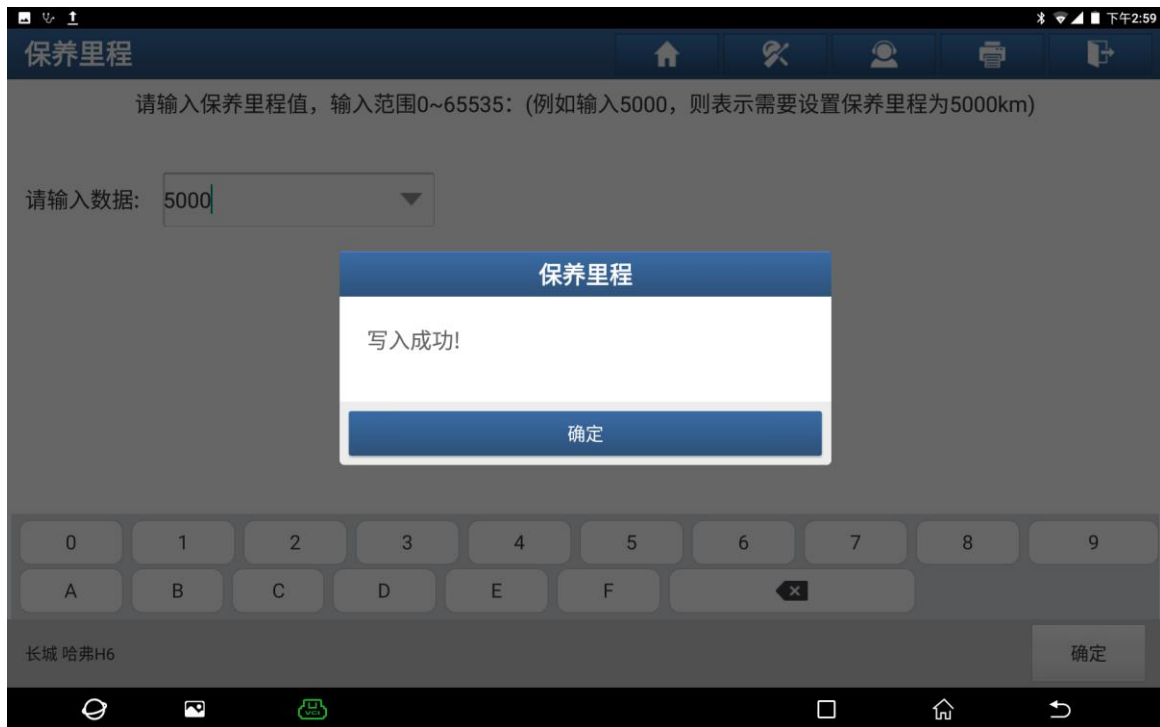 下午2:59
保养里程
请输入保养里程值，输入范围0~65535：(例如输入5000，则表示需要设置保养里程为5000km)
请输入数据: 5000
保养里程
写入成功!
确定
0 1 2 3 4 5 6 7 8 9
A B C D E F
长城 哈弗H6 确定
VCI